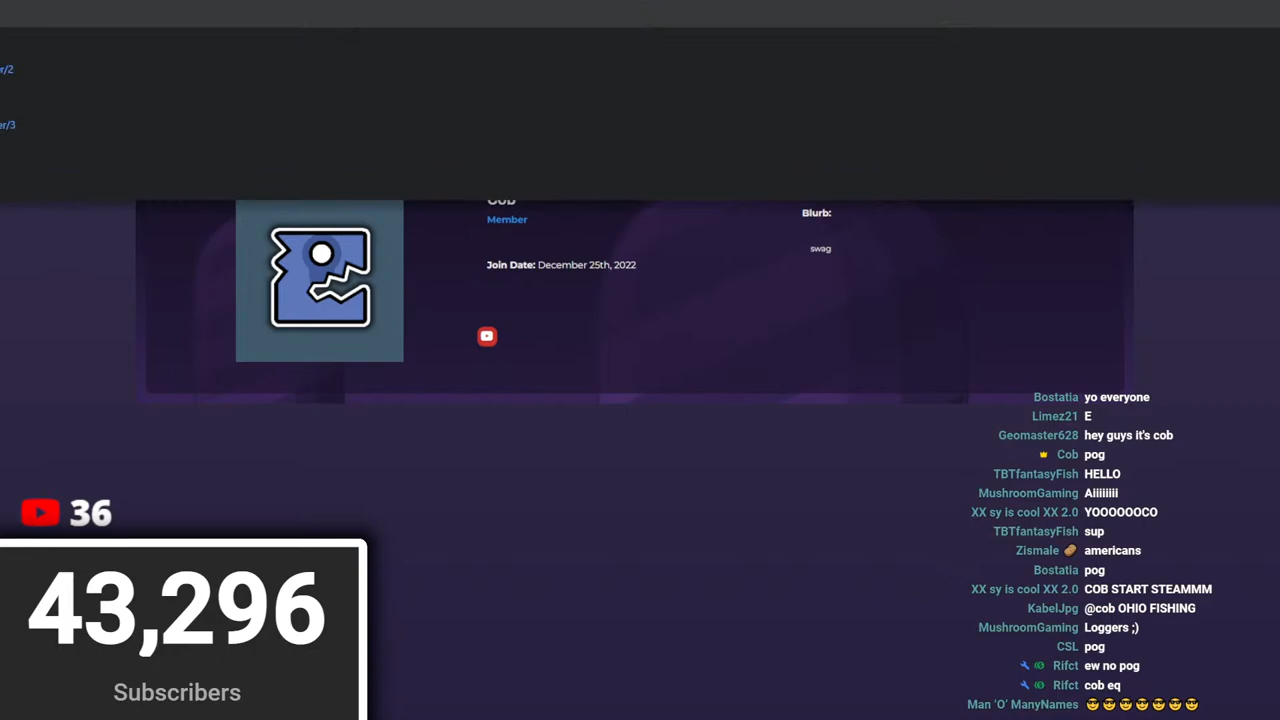 er/2
er/3
Cob
Member
Blurb:
swag
Join Date: December 25th, 2022
Bostatia yo everyone
Limez21 E
Geomaster628 hey guys it's cob
Cob pog
TBTfantasyFish HELLO
MushroomGaming Aiiiiiiii
XX sy is cool XX 2.0 YOOOOOOCO
TBTfantasyFish sup
Zismale 🥔 americans
Bostatia pog
XX sy is cool XX 2.0 COB START STEAMMM
KabelJpg @cob OHIO FISHING
MushroomGaming Loggers ;)
CSL pog
Rifct ew no pog
Rifct cob eq
Man 'O' ManyNames 😎😎😎😎😎😎😎
36
43,296
Subscribers